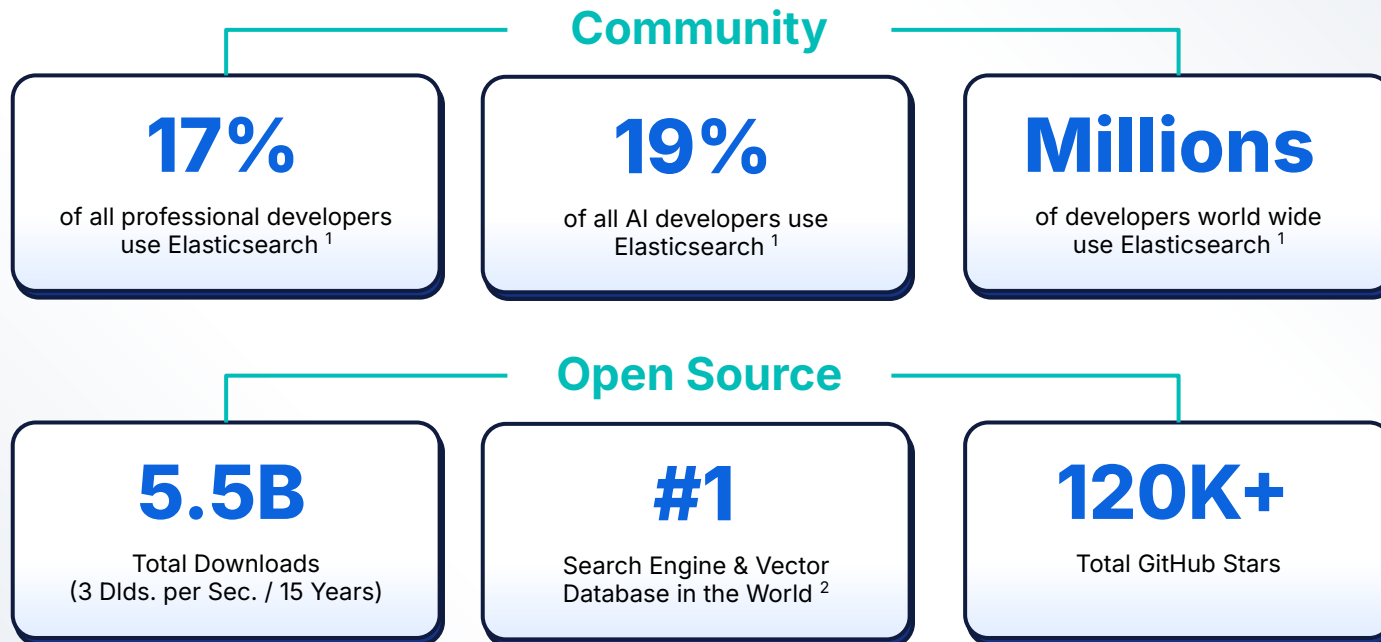 Community
17%
of all professional developers
use Elasticsearch 1
19%
of all AI developers use
Elasticsearch 1
Millions
of developers world wide
use Elasticsearch 1
Open Source
5.5B
Total Downloads
(3 Dlds. per Sec. / 15 Years)
#1
Search Engine & Vector
Database in the World 2
120K+
Total GitHub Stars